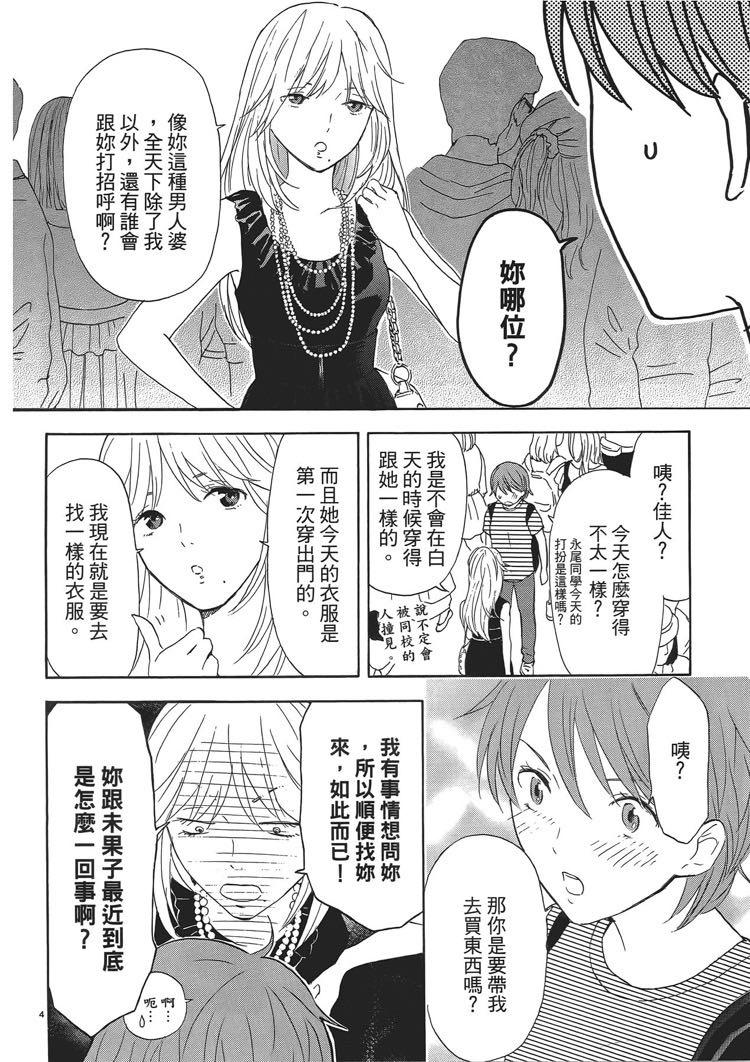 妳哪位？
像妳這種男人婆
，全天下除了我
以外，還有誰會
跟妳打招呼啊？
咦？佳人？
今天怎麼穿得
不太一樣？
永尾同學今天的
打扮是這樣嗎？
我是不會在白
天的時候穿得
跟她一樣的。
說不定會
被同校的
人撞見。
而且她今天的衣服是
第一次穿出門的。
我現在就是要去
找一樣的衣服。
咦？
那你是要帶我
去買東西嗎？
我有事情想問妳
，所以順便找妳
來，如此而已！
妳跟未果子最近到底
是怎麼一回事啊？
啊…
呃…
4